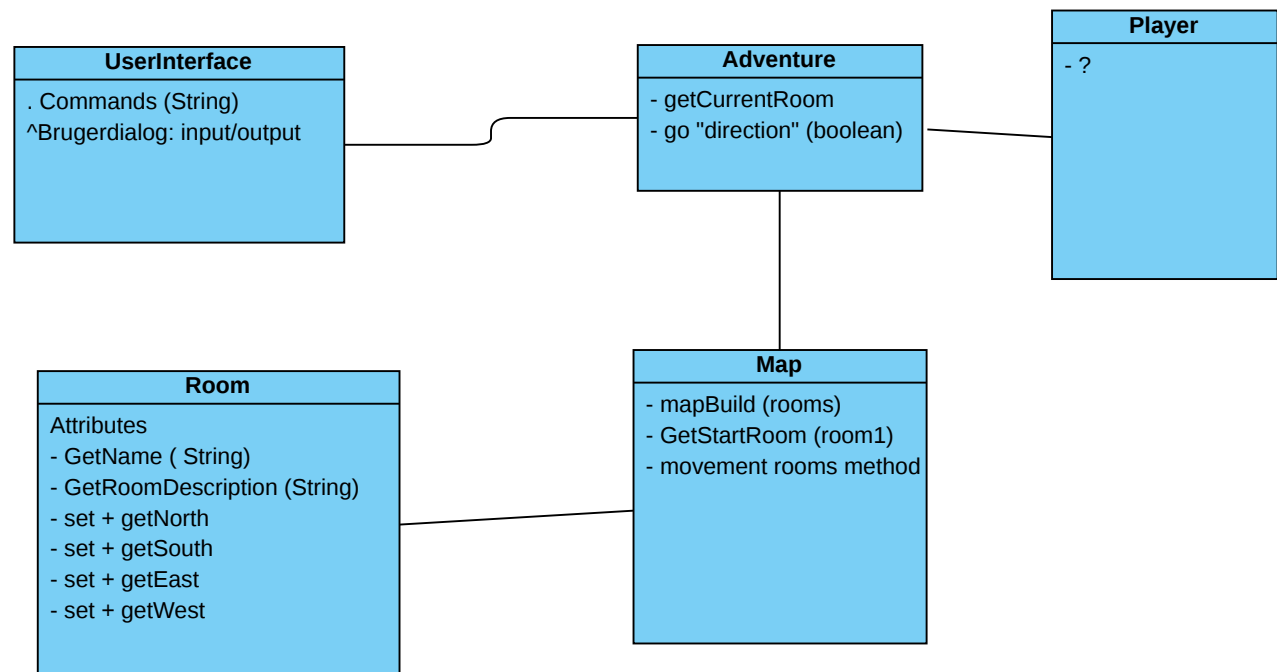 UserInterface
. Commands (String)
^Brugerdialog: input/output
Adventure
- getCurrentRoom
- go "direction" (boolean)
Player
- ?
Room
Attributes
- GetName ( String)
- GetRoomDescription (String)
- set + getNorth
- set + getSouth
- set + getEast
- set + getWest
Map
- mapBuild (rooms)
- GetStartRoom (room1)
- movement rooms method